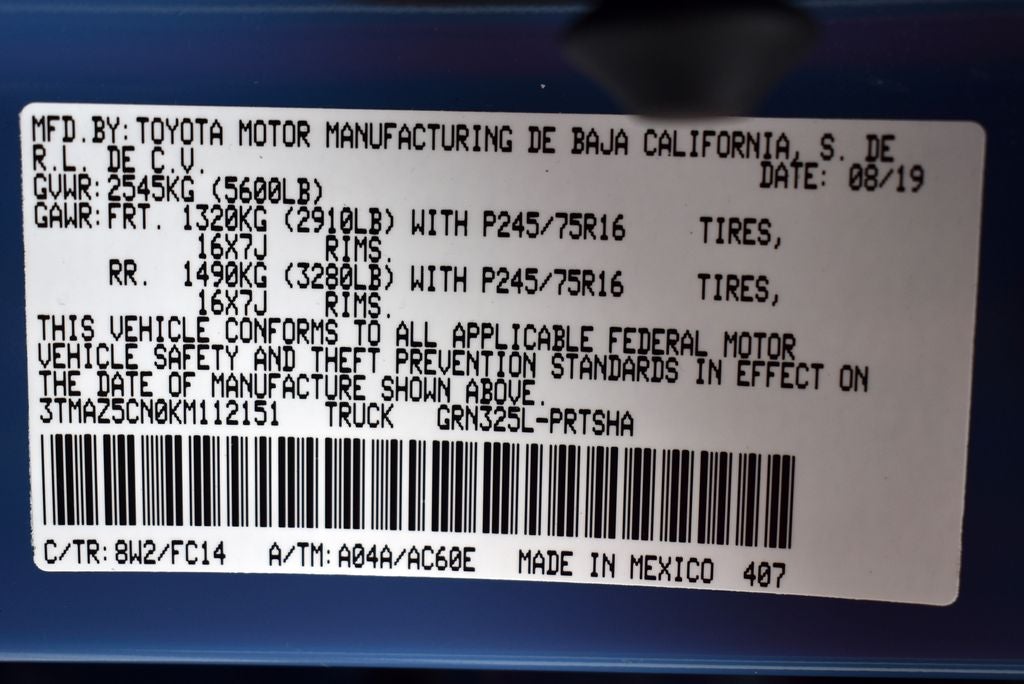 MFD.BY: TOYOTA MOTOR MANUFACTURING DE BAJA CALIFORNIA, S. DE
R.L. DE C.V. DATE: 08/19
GVWR: 2545KG (5600LB)
GAWR: FRT. 1320KG (2910LB) WITH P245/75R16 TIRES,
16X7J RIMS.
RR. 1490KG (3280LB) WITH P245/75R16 TIRES,
16X7J RIMS.
THIS VEHICLE CONFORMS TO ALL APPLICABLE FEDERAL MOTOR
VEHICLE SAFETY AND THEFT PREVENTION STANDARDS IN EFFECT ON
THE DATE OF MANUFACTURE SHOWN ABOVE.
3TMAZ5CN0KM112151 TRUCK GRN325L-PRTSHA
C/TR: 8W2/FC14 A/TM: A04A/AC60E MADE IN MEXICO 407